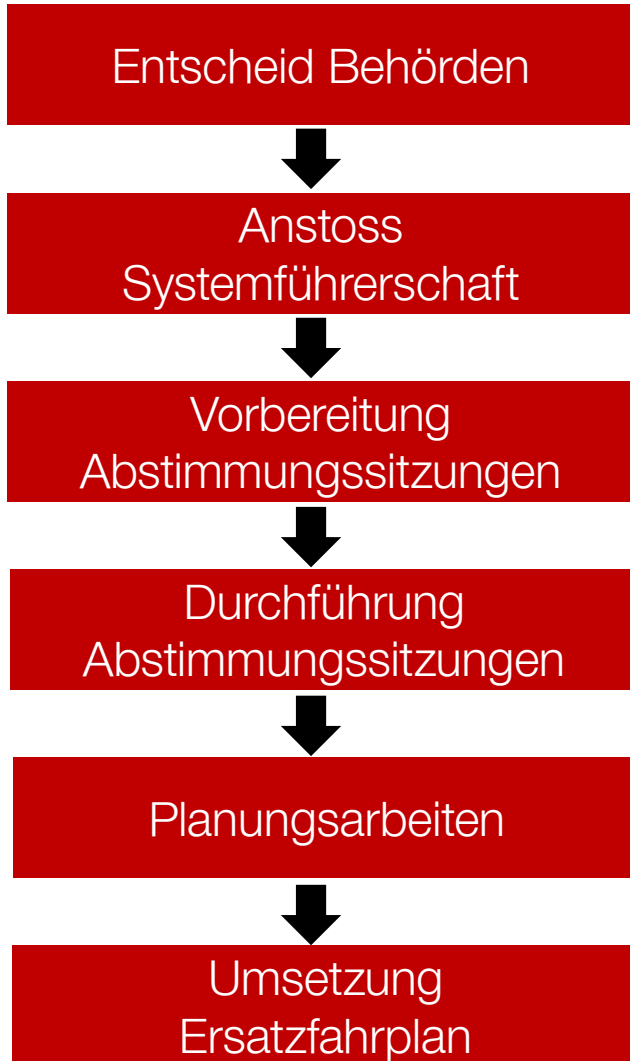 Entscheid Behörden
Anstoss
Systemführerschaft
Vorbereitung
Abstimmungssitzungen
Durchführung
Abstimmungssitzungen
Planungsarbeiten
Umsetzung
Ersatzfahrplan